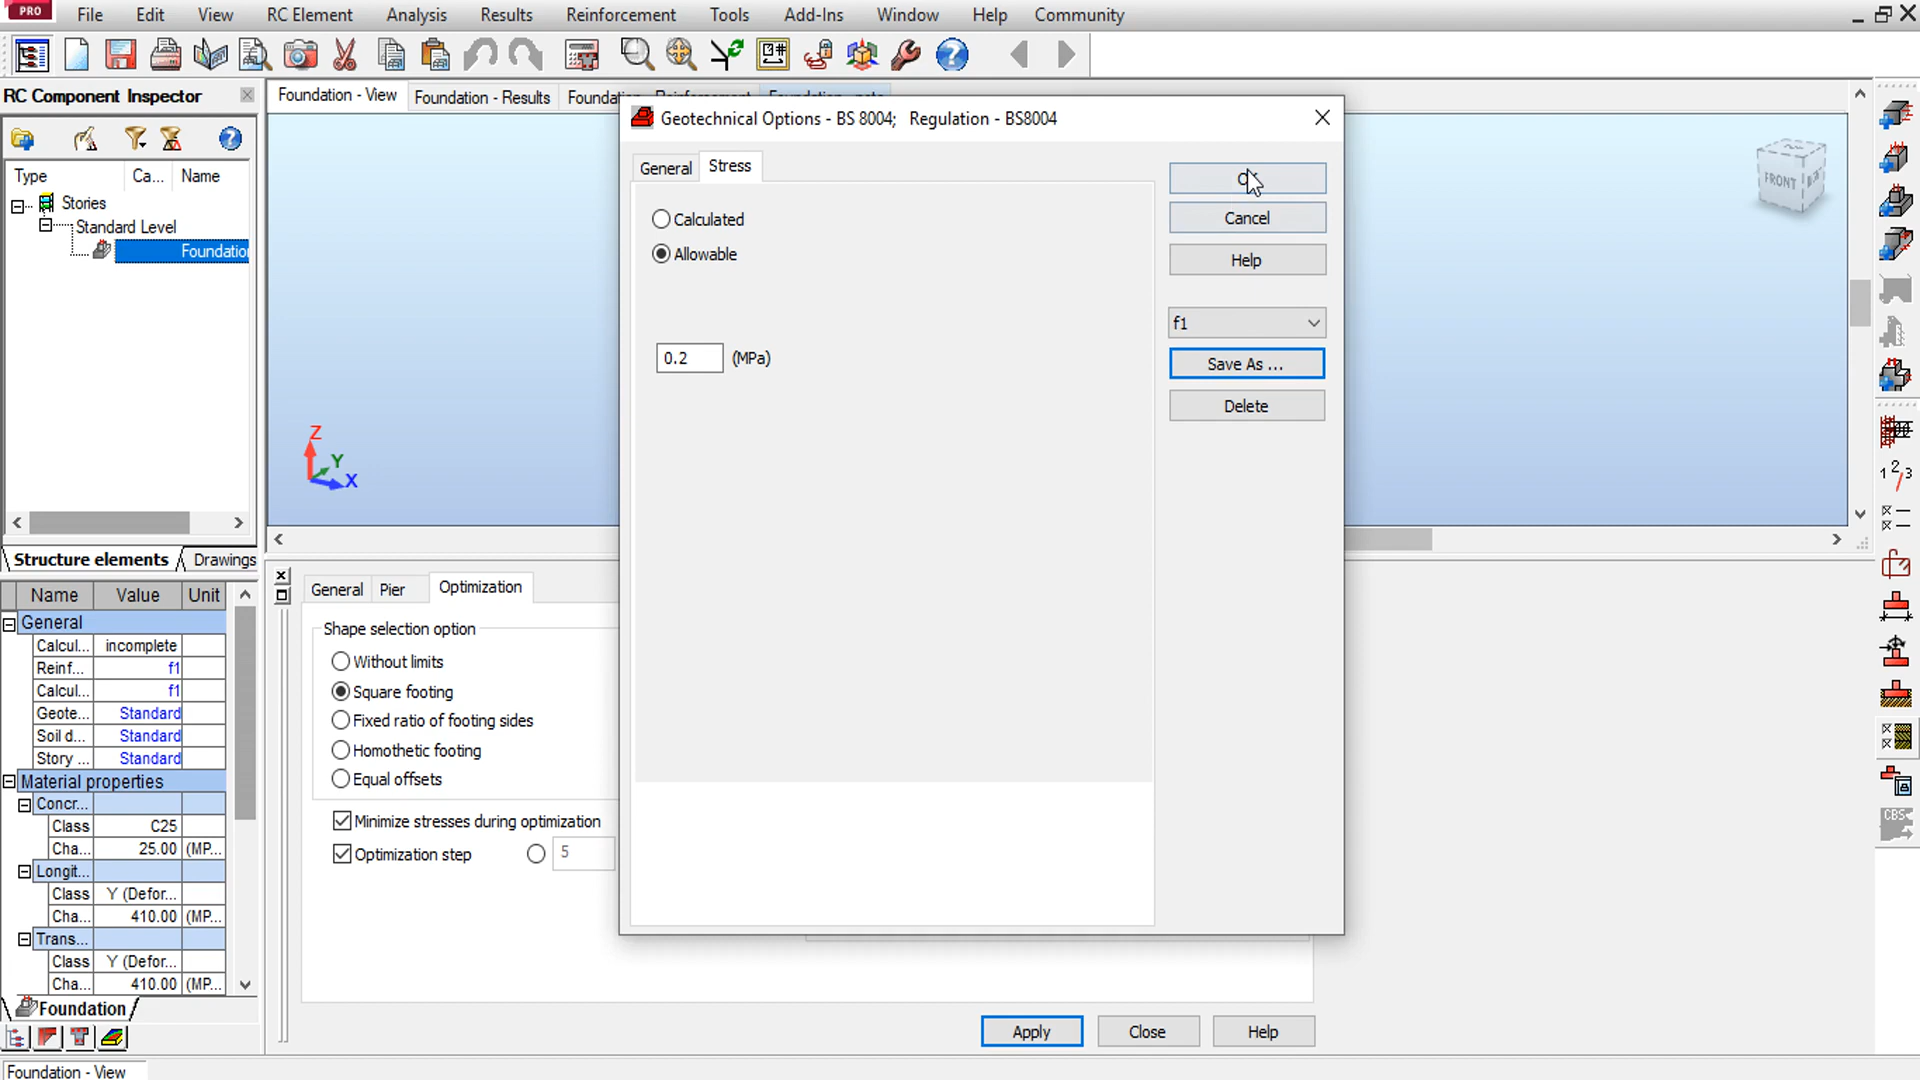 PRO File Edit View RC Element Analysis Results Reinforcement Tools Add-Ins Window Help Community
RC Component Inspector
Foundation - View Foundation - Results
Geotechnical Options - BS 8004; Regulation - BS8004
General Stress
Type Ca... Name
Stories
Standard Level
Foundation
Calculated
Allowable
0.2 (MPa)
Cancel
Help
f1
Save As ...
Delete
FRONT
Z
Y
X
Structure elements Drawings
Name Value Unit
General
Calcul... incomplete
Reinf... f1
Calcul... f1
Geote... Standard
Soil d... Standard
Story ... Standard
Material properties
Concr...
Class C25
Cha... 25.00 (MP...
Longit...
Class Y (Defor...
Cha... 410.00 (MP...
Trans...
Class Y (Defor...
Cha... 410.00 (MP...
Foundation
General Pier Optimization
Shape selection option
Without limits
Square footing
Fixed ratio of footing sides
Homothetic footing
Equal offsets
Minimize stresses during optimization
Optimization step 5
Apply Close Help
CBS
Foundation - View